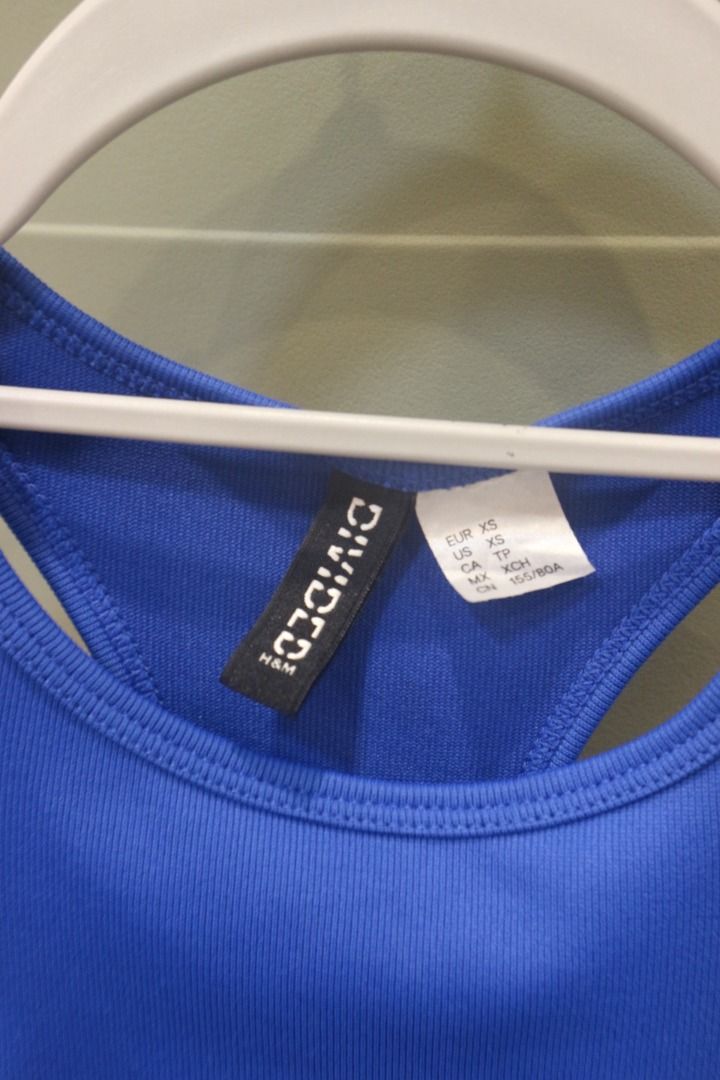 DIVIDED
H&M
EUR XS
US XS
CA TP
MX XCH
CN 155/80A